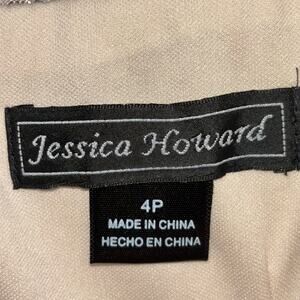 Jessica Howard
4P
MADE IN CHINA
HECHO EN CHINA